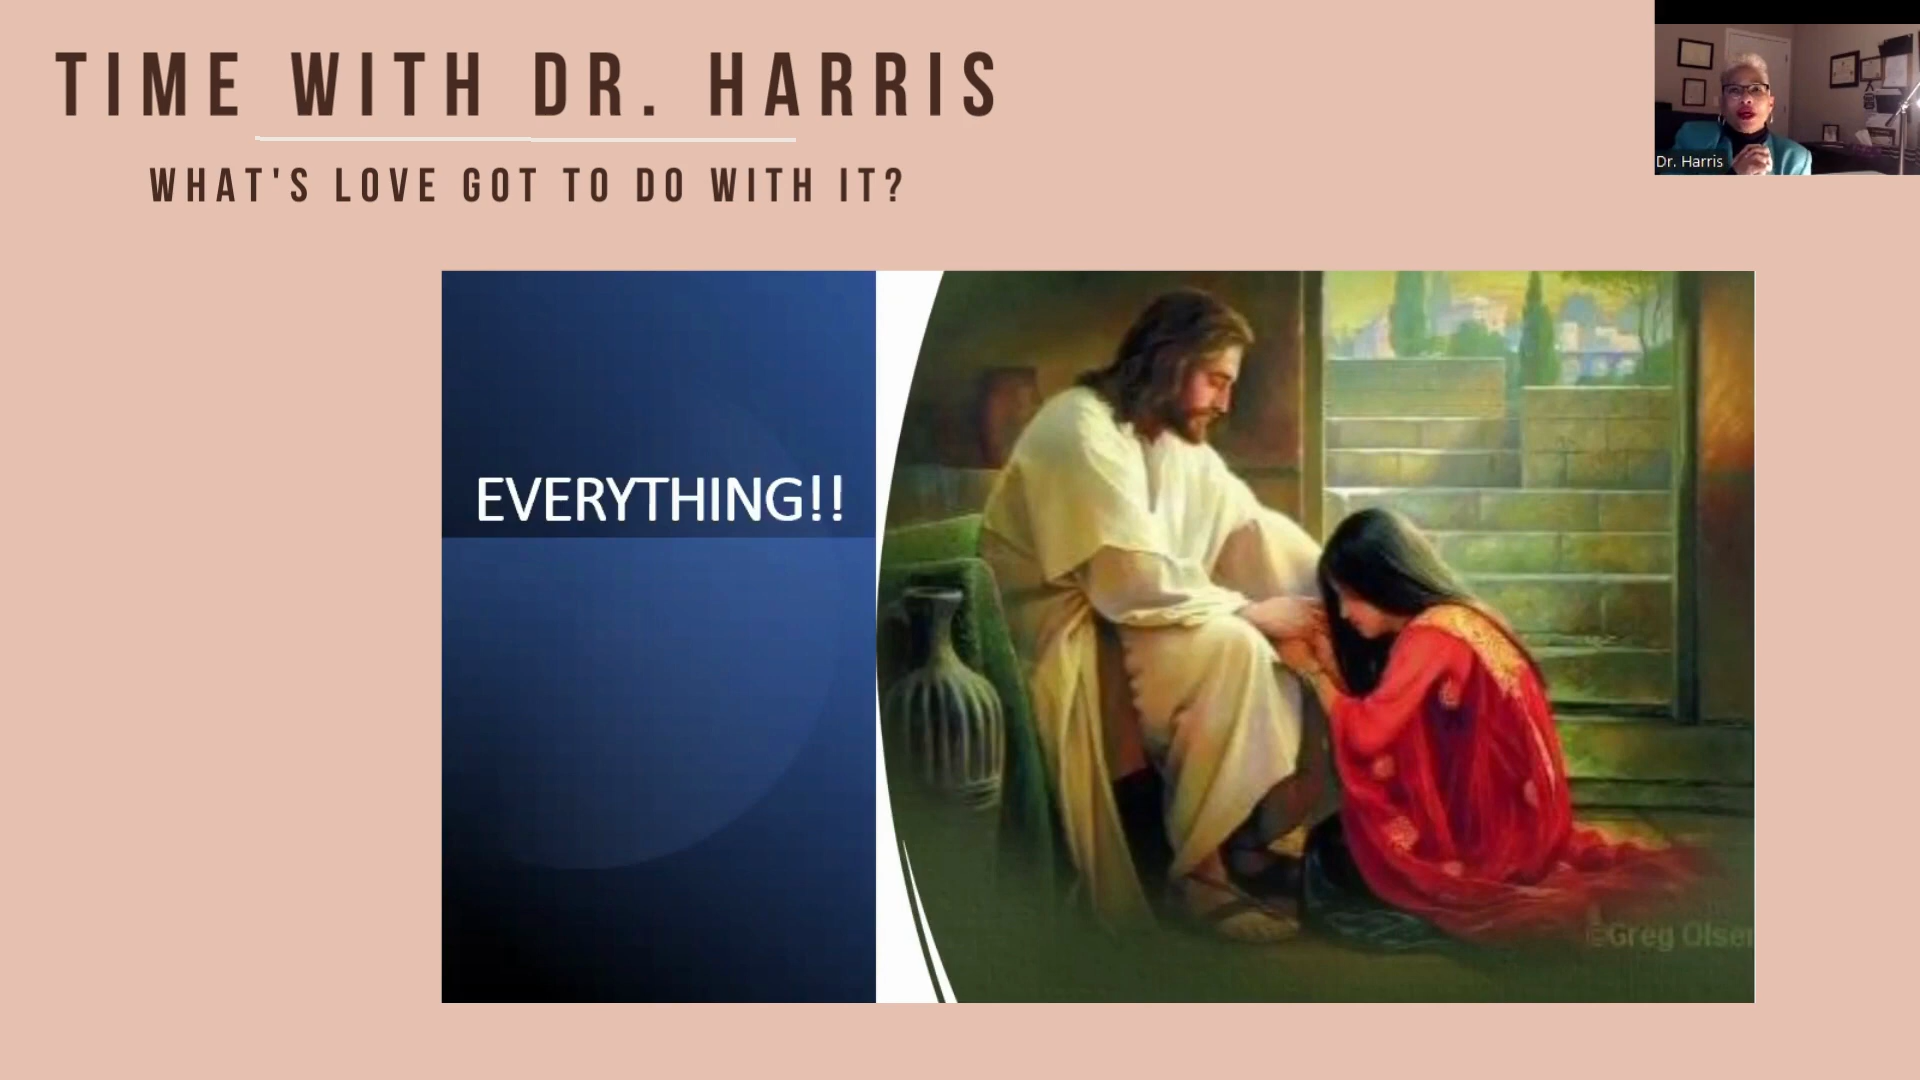 TIME WITH DR. HARRIS
WHAT'S LOVE GOT TO DO WITH IT?
Dr. Harris
EVERYTHING!!
©Greg Olsen